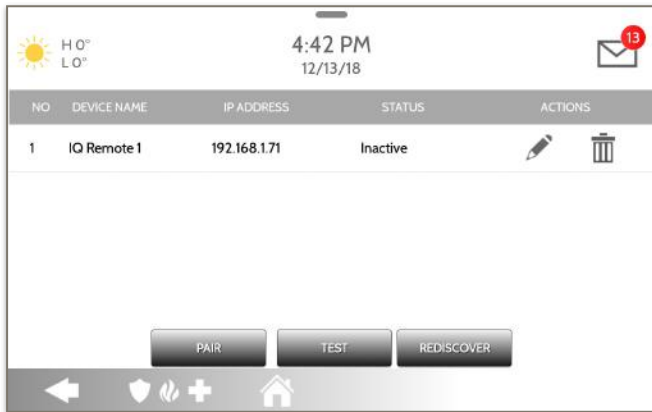 H 0°
L 0°
4:42 PM
12/13/18
13
NO DEVICE NAME IP ADDRESS STATUS ACTIONS
1 IQ Remote 1 192.168.1.71 Inactive
PAIR TEST REDISCOVER